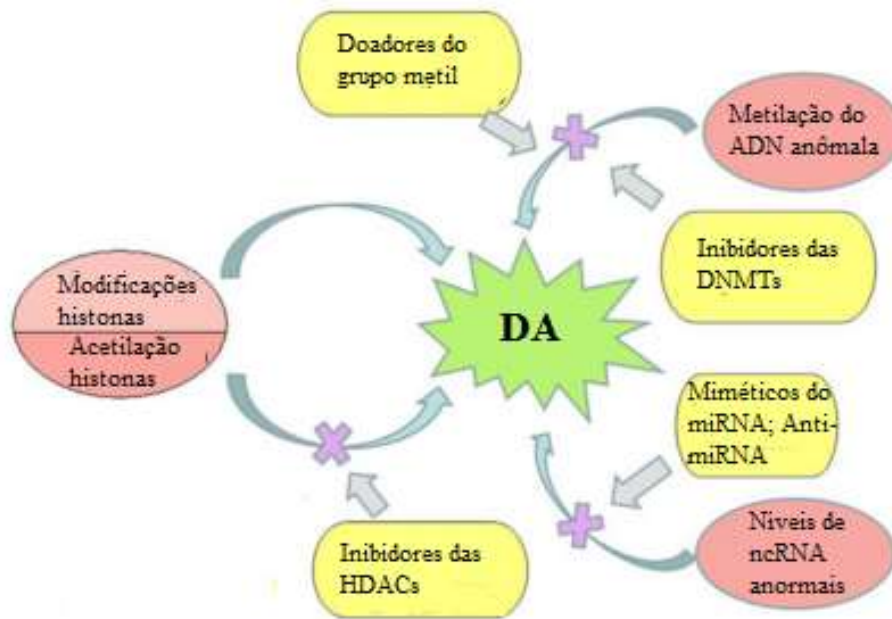 Doadores do
grupo metil
Metilação do
ADN anômala
Inibidores das
DNMTs
Modificações
histonas
Acetilação
histonas
DA
Miméticos do
miRNA; Anti-
miRNA
Inibidores das
HDACs
Niveis de
ncRNA
anormais